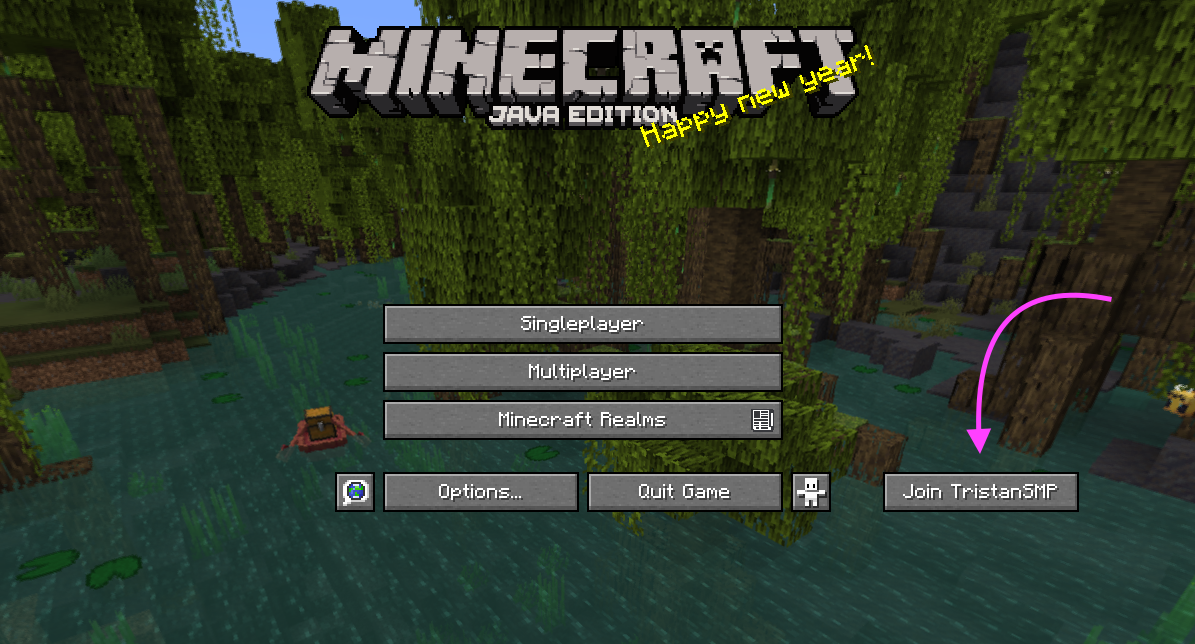 MINECRAFT
JAVA EDITION
Happy new year!
Singleplayer
Multiplayer
Minecraft Realms
Options...
Quit Game
Join TristanSMP